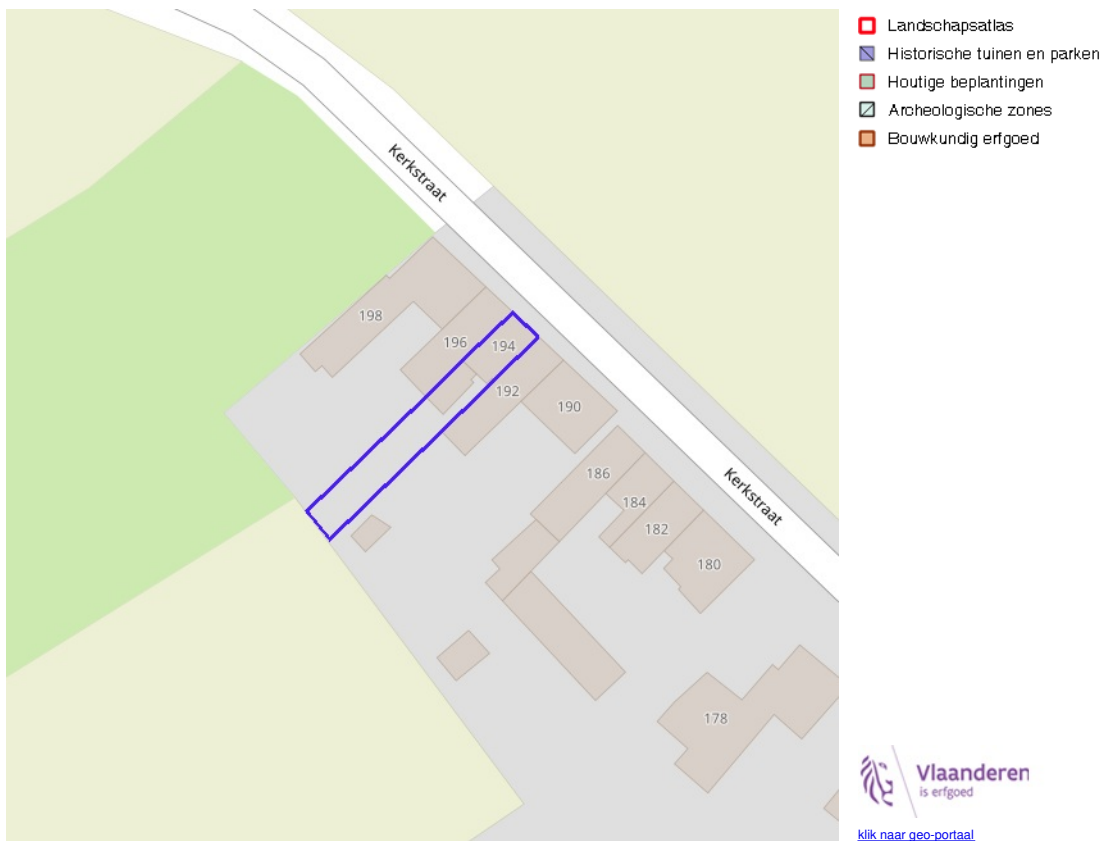 Landschapsatlas
Historische tuinen en parken
Houtige beplantingen
Archeologische zones
Bouwkundig erfgoed
Kerkstraat
198
196
194
192
190
186
184
182
180
Kerkstraat
178
Vlaanderen
is erfgoed
klik naar geo-portaal